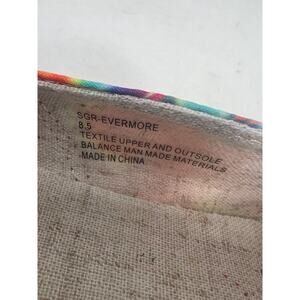 SGR-EVERMORE
8.5
TEXTILE UPPER AND OUTSOLE
BALANCE MAN MADE MATERIALS
MADE IN CHINA